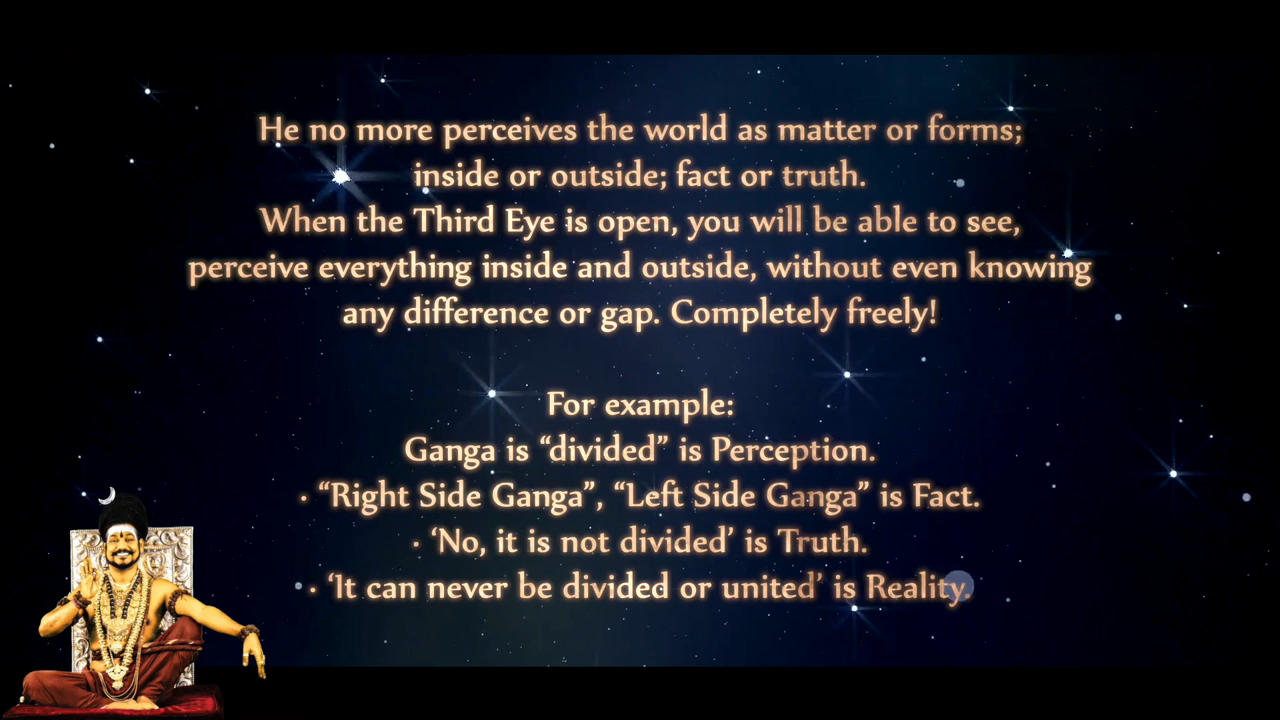 He no more perceives the world as matter or forms;
inside or outside; fact or truth.
When the Third Eye is open, you will be able to see,
perceive everything inside and outside, without even knowing
any difference or gap. Completely freely!
For example:
Ganga is “divided” is Perception.
· “Right Side Ganga”, “Left Side Ganga” is Fact.
· ‘No, it is not divided’ is Truth.
· ‘It can never be divided or united’ is Reality.